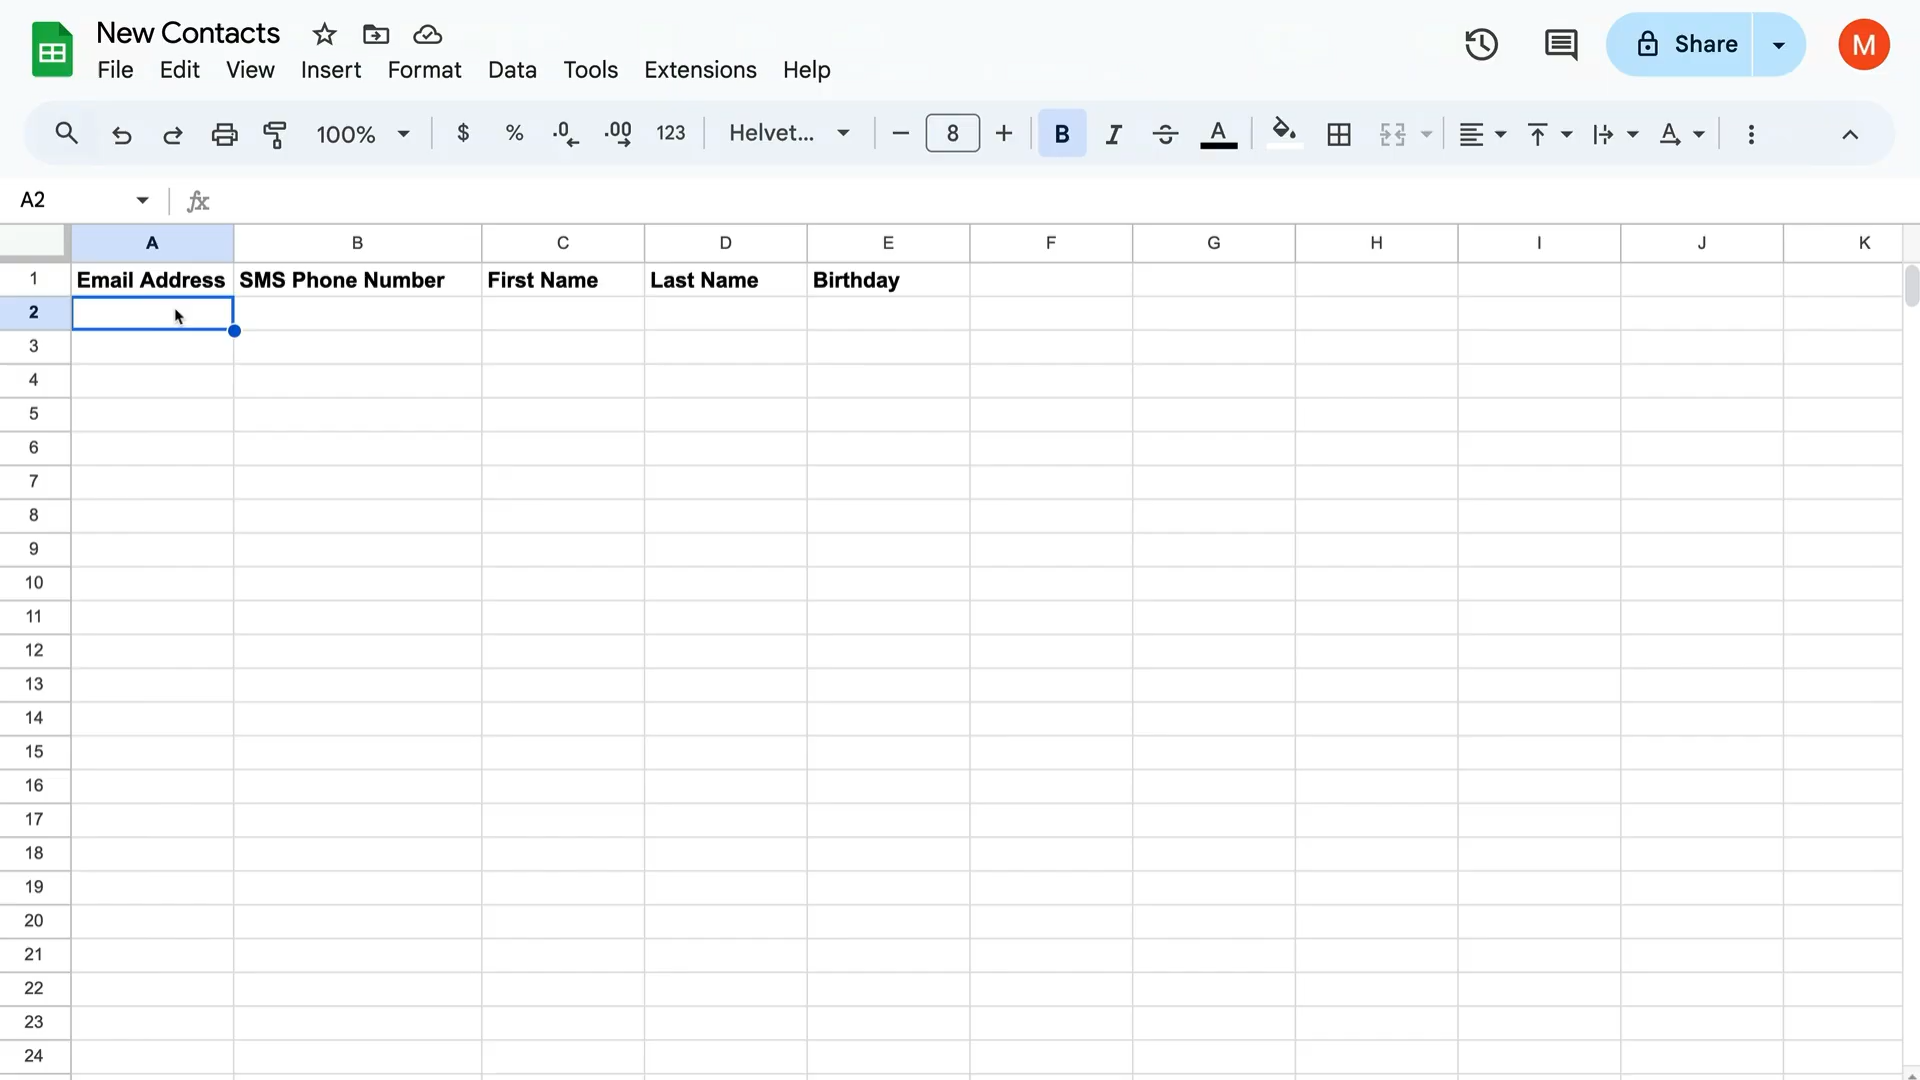 New Contacts
File Edit View Insert Format Data Tools Extensions Help
Share
M
100% $ % .0 .00 123 Helvet... 8 B I S A A
A2 fx
A B C D E F G H I J K
1 Email Address SMS Phone Number First Name Last Name Birthday
2
3
4
5
6
7
8
9
10
11
12
13
14
15
16
17
18
19
20
21
22
23
24